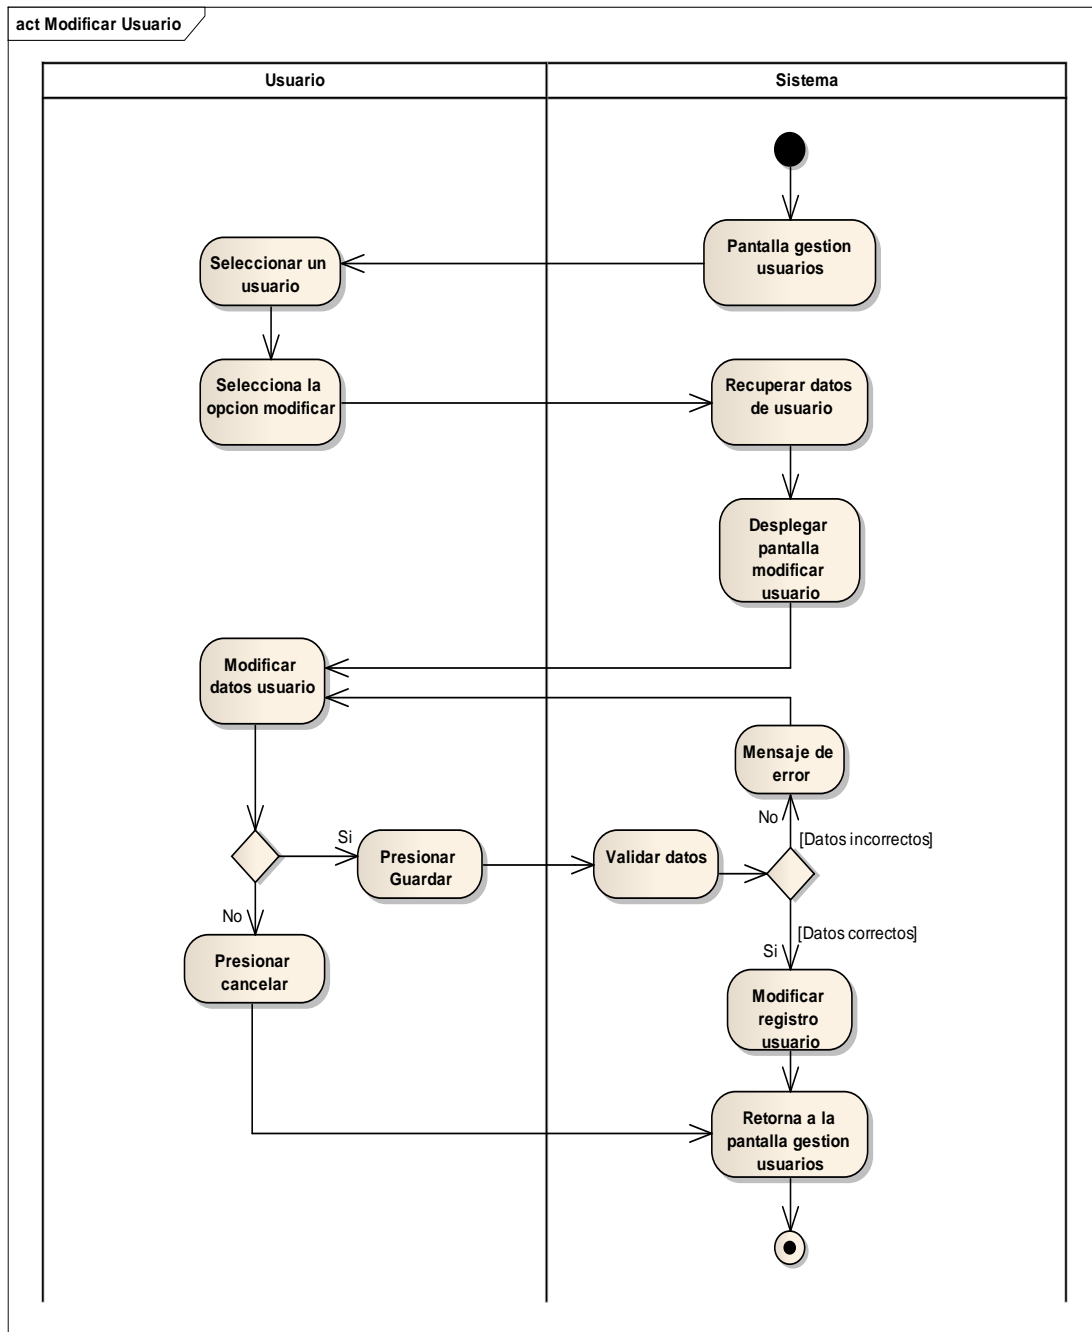 act Modificar Usuario
Usuario
Sistema
Pantalla gestion
usuarios
Seleccionar un
usuario
Selecciona la
opcion modificar
Recuperar datos
de usuario
Desplegar
pantalla
modificar
usuario
Modificar
datos usuario
Mensaje de
error
No
[Datos incorrectos]
Si
Presionar
Guardar
Validar datos
No
[Datos correctos]
Si
Presionar
cancelar
Modificar
registro
usuario
Retorna a la
pantalla gestion
usuarios